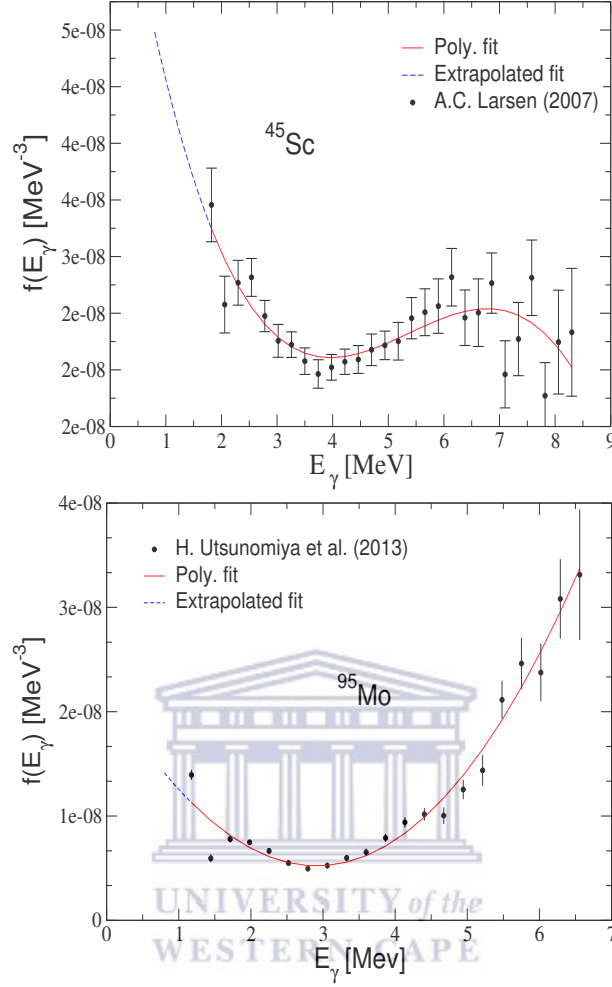 5e-08
4e-08
4e-08
4e-08
3e-08
2e-08
2e-08
2e-08
f(Eγ) [MeV-3]
Poly. fit
Extrapolated fit
A.C. Larsen (2007)
45Sc
0 1 2 3 4 5 6 7 8 9
E γ [MeV]
4e-08
3e-08
2e-08
1e-08
0
f(Eγ) [MeV-3]
H. Utsunomiya et al. (2013)
Poly. fit
Extrapolated fit
95Mo
UNIVERSITY of the
WESTERN CAPE
0 1 2 3 4 5 6 7
Eγ [Mev]